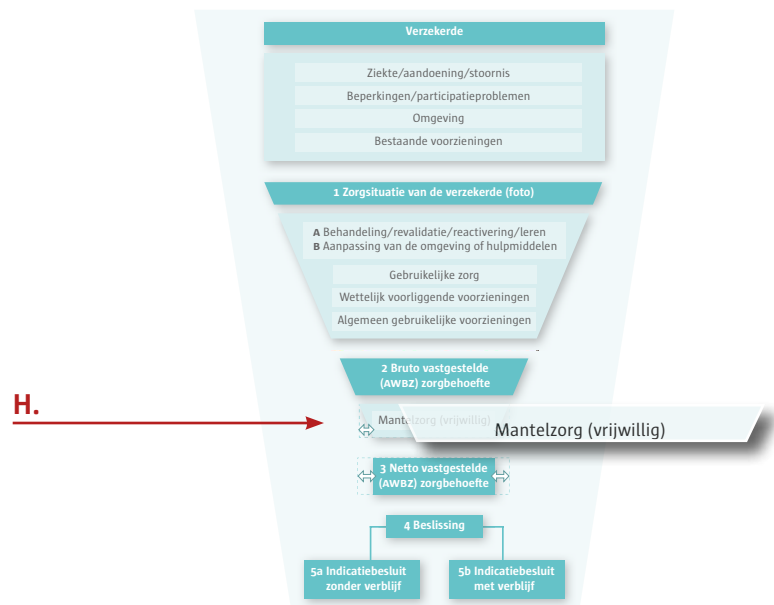 Verzekerde
Ziekte/aandoening/stoornis
Beperkingen/participatieproblemen
Omgeving
Bestaande voorzieningen
1 Zorgsituatie van de verzekerde (foto)
A Behandeling/revalidatie/reactivering/leren
B Aanpassing van de omgeving of hulpmiddelen
Gebruikelijke zorg
Wettelijk voorliggende voorzieningen
Algemeen gebruikelijke voorzieningen
2 Bruto vastgestelde
(AWBZ) zorgbehoefte
H.
Mantelzorg (vrijwillig)
Mantelzorg (vrijwillig)
3 Netto vastgestelde
(AWBZ) zorgbehoefte
4 Beslissing
5a Indicatiebesluit
zonder verblijf
5b Indicatiebesluit
met verblijf